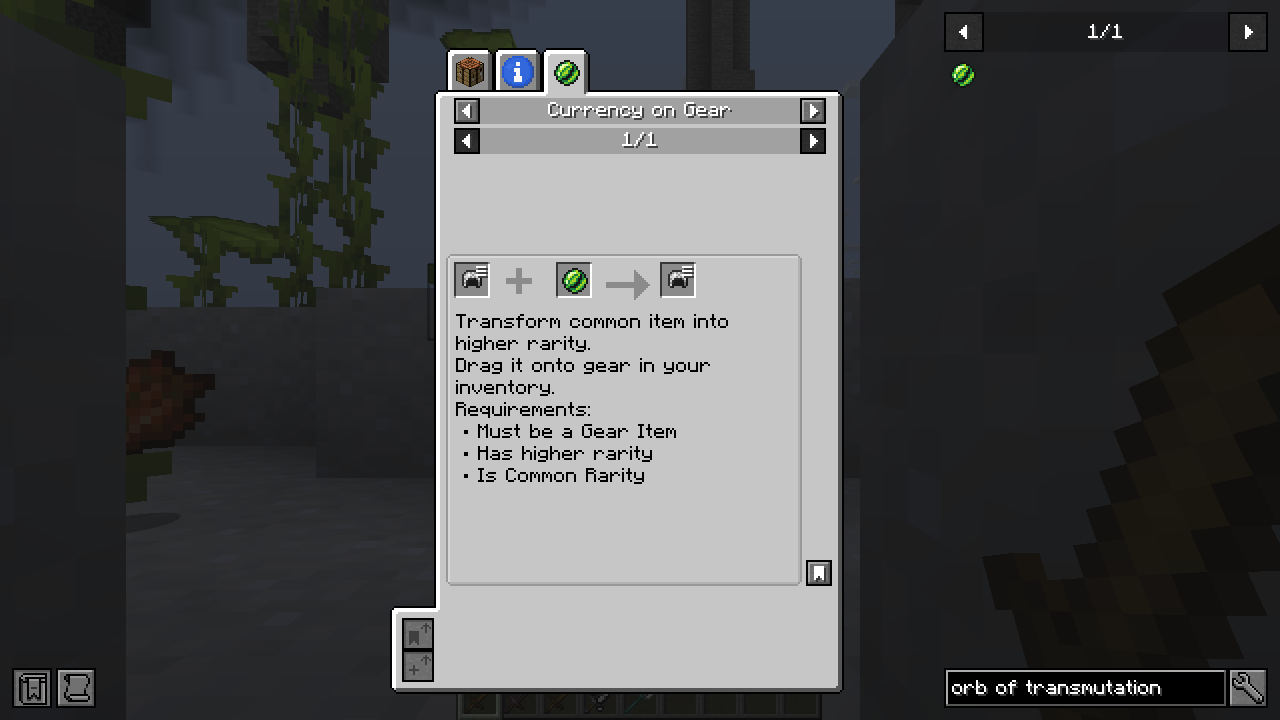 1/1
Currency on Gear
1/1
Transform common item into
higher rarity.
Drag it onto gear in your
inventory.
Requirements:
• Must be a Gear Item
• Has higher rarity
• Is Common Rarity
orb of transmutation